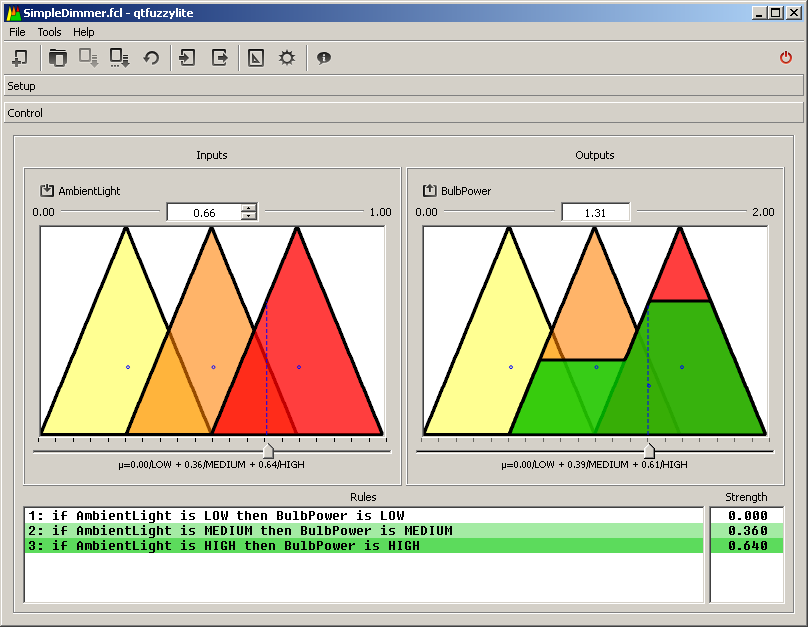 SimpleDimmer.fcl - qtfuzzylite
File Tools Help
Setup
Control
Inputs
Outputs
AmbientLight
BulbPower
0.00 0.66 1.00
0.00 1.31 2.00
μ=0.00/LOW + 0.36/MEDIUM + 0.64/HIGH
μ=0.00/LOW + 0.39/MEDIUM + 0.61/HIGH
Rules
Strength
1: if AmbientLight is LOW then BulbPower is LOW 0.000
2: if AmbientLight is MEDIUM then BulbPower is MEDIUM 0.360
3: if AmbientLight is HIGH then BulbPower is HIGH 0.640